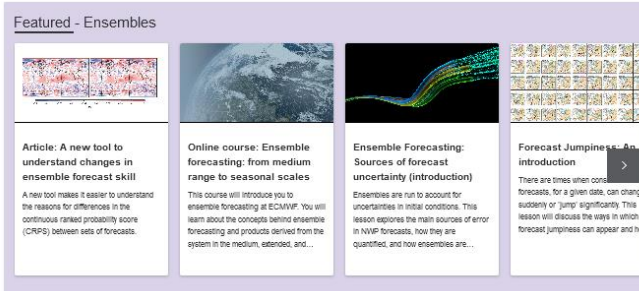 Featured - Ensembles
Article: A new tool to
understand changes in
ensemble forecast skill
A new tool makes it easier to understand
the reasons for differences in the
continuous ranked probability score
(CRPS) between sets of forecasts.
Online course: Ensemble
forecasting: from medium
range to seasonal scales
This course will introduce you to
ensemble forecasting at ECMWF. You will
learn about the concepts behind ensemble
forecasting and products derived from the
system in the medium, extended, and…
Ensemble Forecasting:
Sources of forecast
uncertainty (introduction)
Ensembles are run to account for
uncertainties in initial conditions. This
lesson explores the main sources of error
in NWP forecasts, how they are
quantified, and how ensembles are…
Forecast Jumpiness: An
introduction
There are times when cons
forecasts, for a given date, can chang
suddenly or 'jump' significantly. This
lesson will discuss the ways in which
forecast jumpiness can appear and h